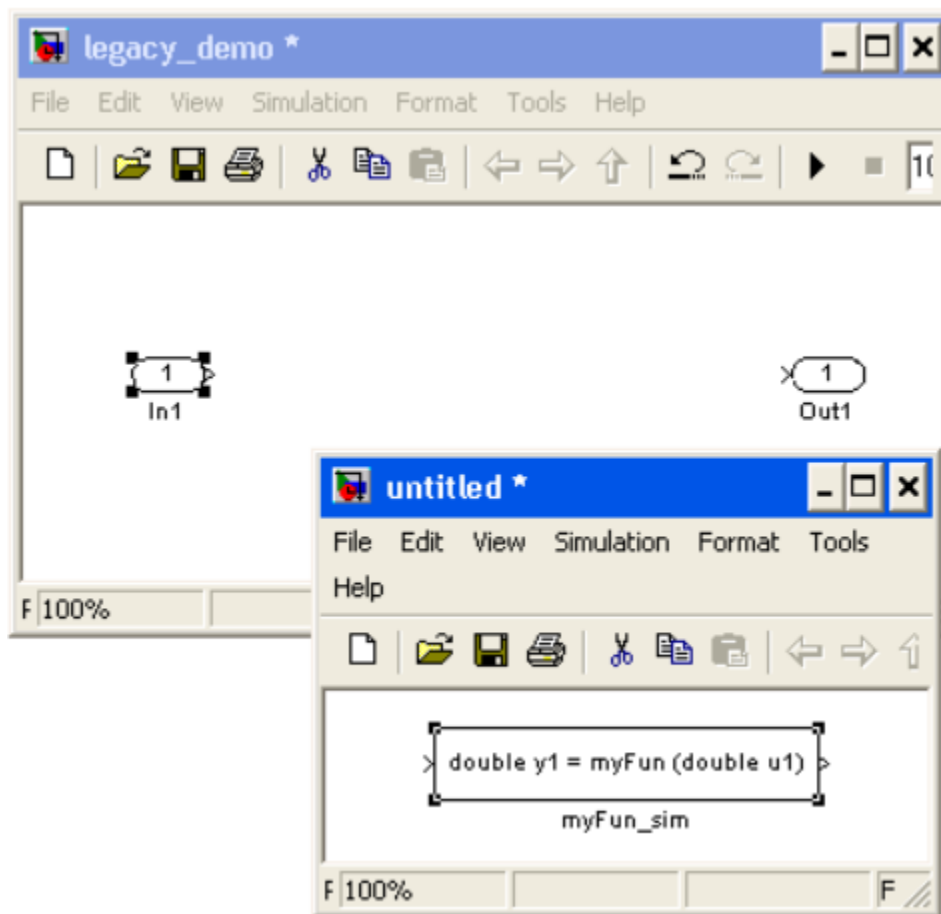 legacy_demo *
File Edit View Simulation Format Tools Help
10
1
In1
1
Out1
F 100%
untitled *
File Edit View Simulation Format Tools
Help
double y1 = myFun (double u1)
myFun_sim
F 100% F